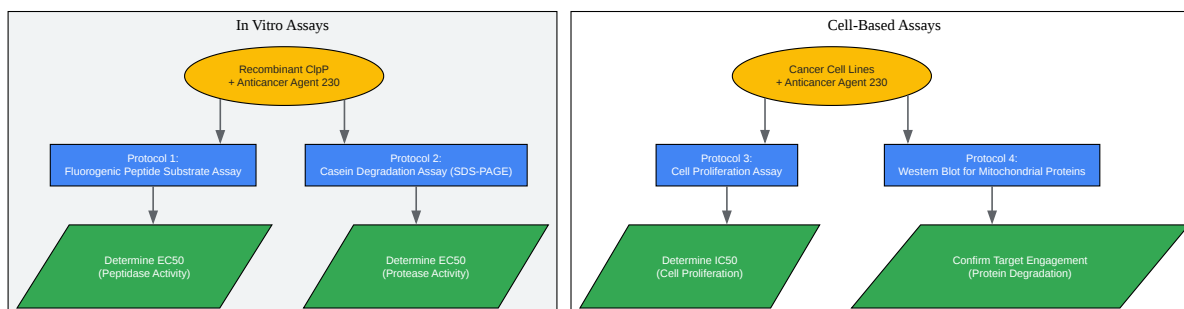 In Vitro Assays
Recombinant ClpP
+ Anticancer Agent 230
Protocol 1:
Fluorogenic Peptide Substrate Assay
Protocol 2:
Casein Degradation Assay (SDS-PAGE)
Determine EC50
(Peptidase Activity)
Determine EC50
(Protease Activity)
Cell-Based Assays
Cancer Cell Lines
+ Anticancer Agent 230
Protocol 3:
Cell Proliferation Assay
Protocol 4:
Western Blot for Mitochondrial Proteins
Determine IC50
(Cell Proliferation)
Confirm Target Engagement
(Protein Degradation)